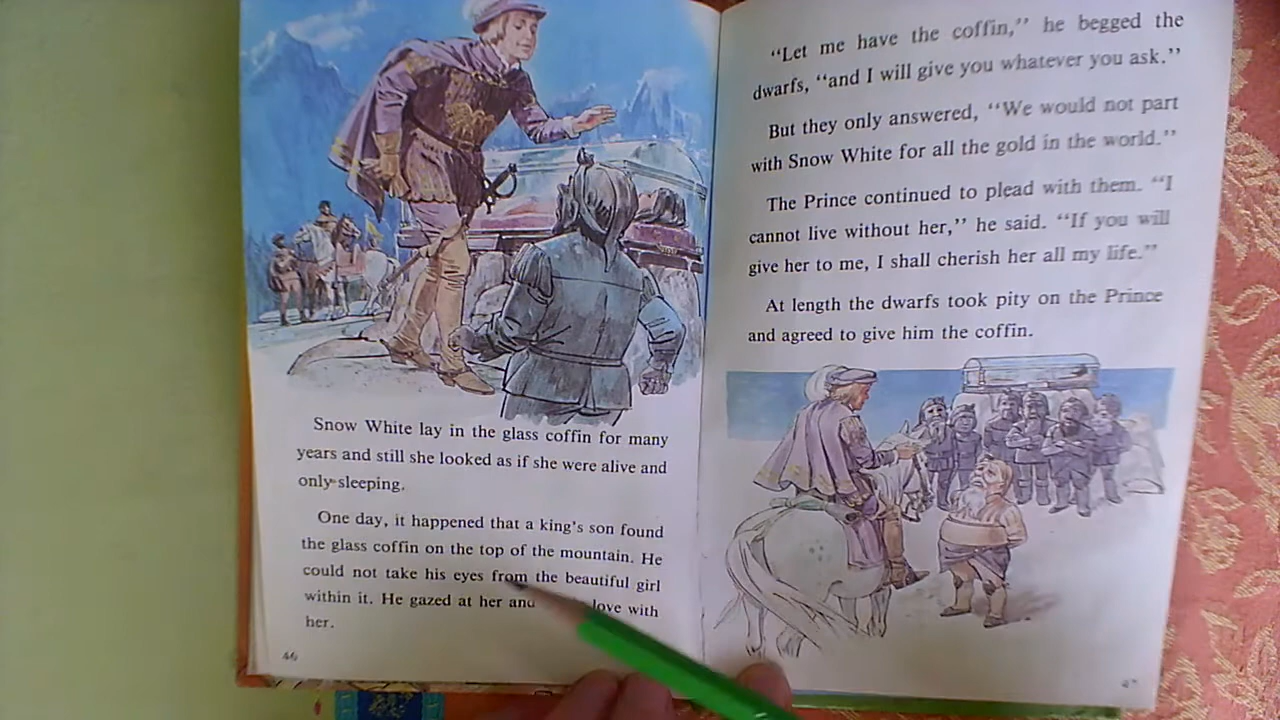 Snow White lay in the glass coffin for many
years and still she looked as if she were alive and
only sleeping.
One day, it happened that a king's son found
the glass coffin on the top of the mountain. He
could not take his eyes from the beautiful girl
within it. He gazed at her and love with
her.
46
"Let me have the coffin," he begged the
dwarfs, "and I will give you whatever you ask."
But they only answered, "We would not part
with Snow White for all the gold in the world."
The Prince continued to plead with them. "I
cannot live without her," he said. "If you will
give her to me, I shall cherish her all my life."
At length the dwarfs took pity on the Prince
and agreed to give him the coffin.